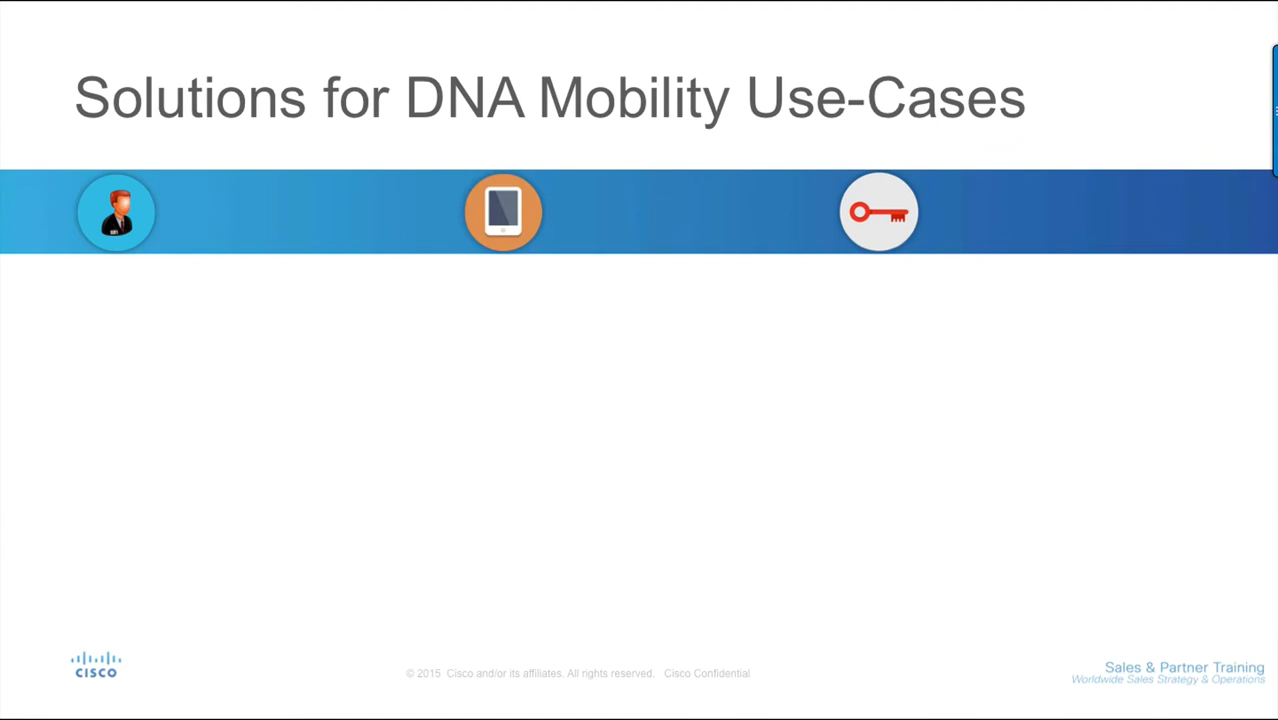 Solutions for DNA Mobility Use-Cases
CISCO
© 2015 Cisco and/or its affiliates. All rights reserved. Cisco Confidential
Sales & Partner Training
Worldwide Sales Strategy & Operations